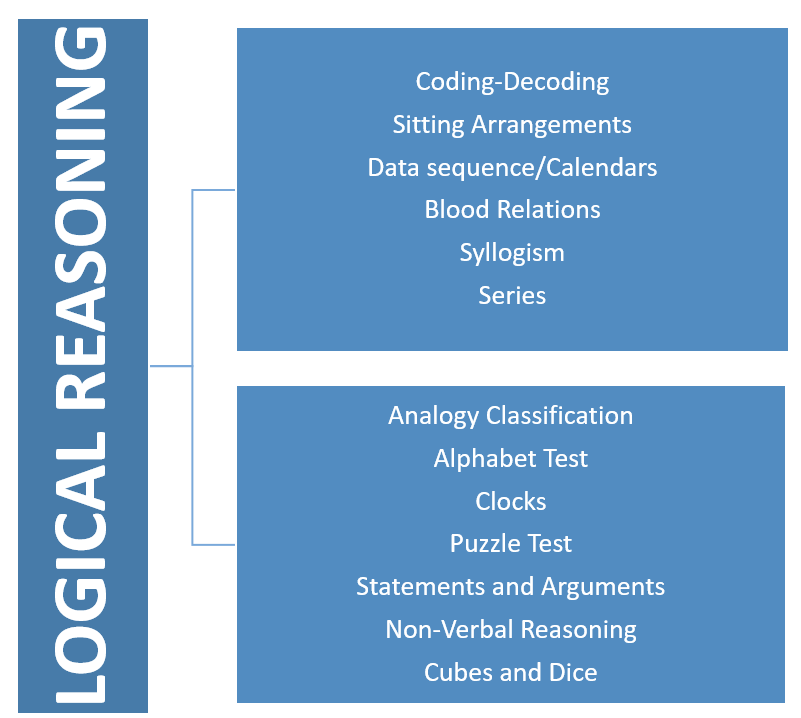 LOGICAL REASONING
Coding-Decoding
Sitting Arrangements
Data sequence/Calendars
Blood Relations
Syllogism
Series
Analogy Classification
Alphabet Test
Clocks
Puzzle Test
Statements and Arguments
Non-Verbal Reasoning
Cubes and Dice